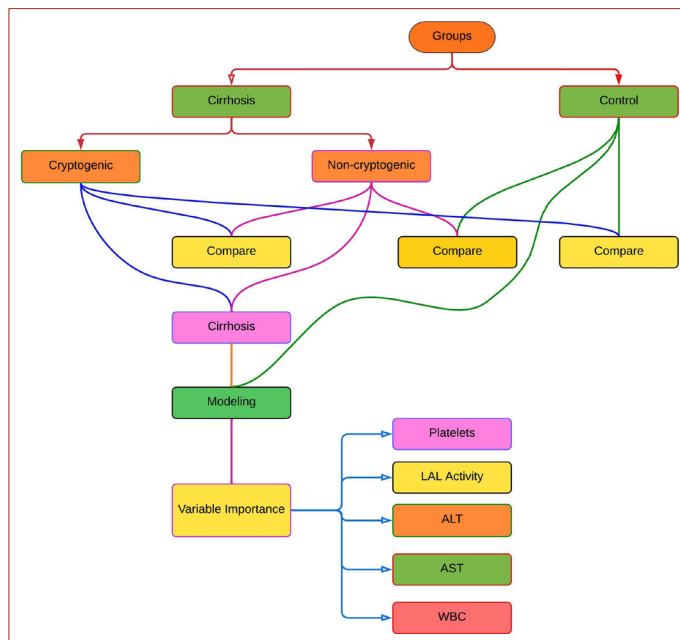 Groups
Cirrhosis
Control
Cryptogenic
Non-cryptogenic
Compare
Compare
Compare
Cirrhosis
Modeling
Platelets
LAL Activity
Variable Importance
ALT
AST
WBC